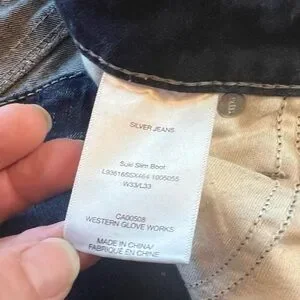 SILVER JEANS
Suki Slim Boot
L93616SSX464 1005055
W33/L33
CA00508
WESTERN GLOVE WORKS
MADE IN CHINA/
FABRIQUÉ EN CHINE